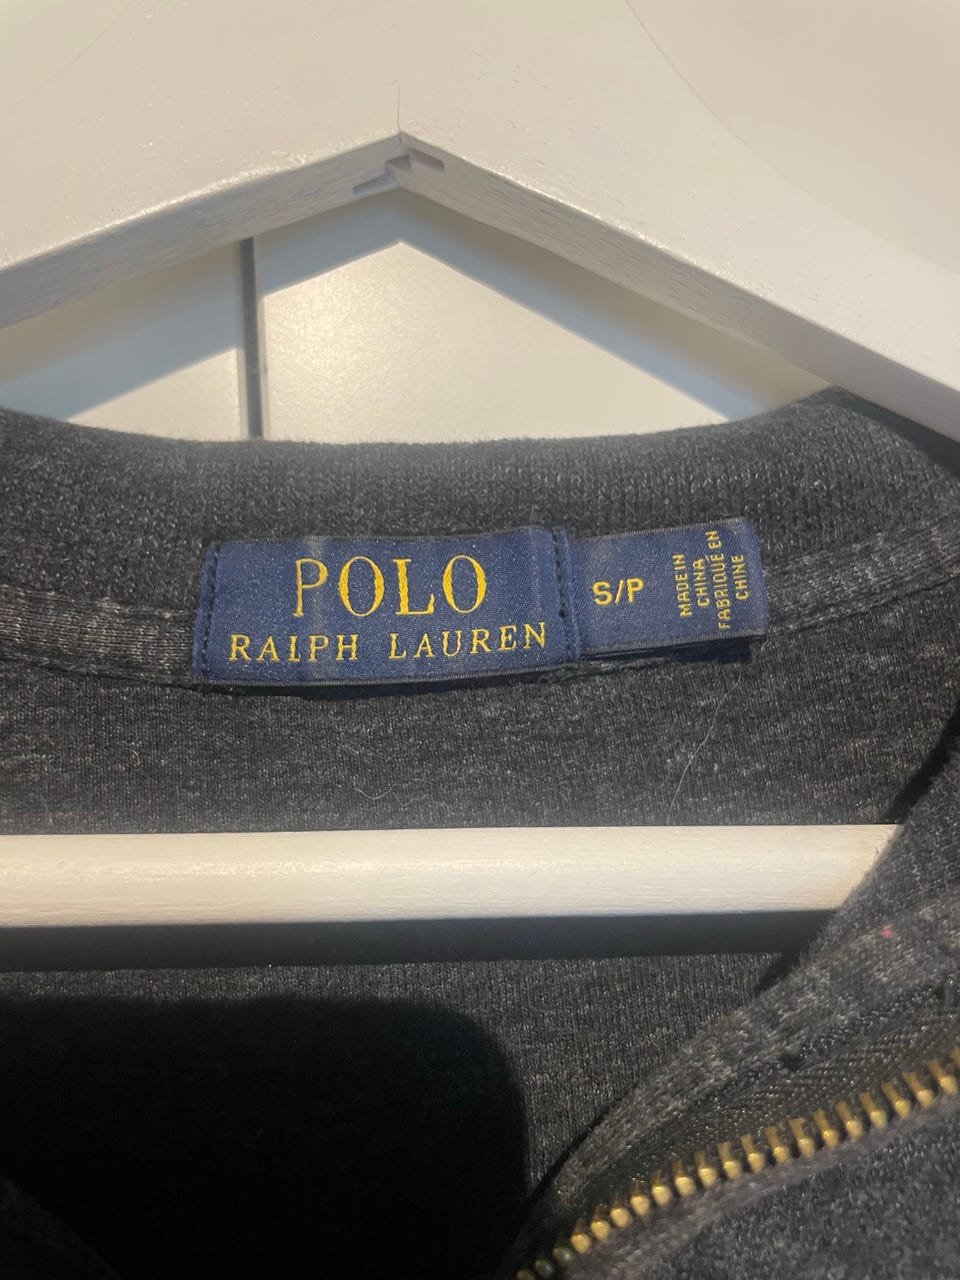 POLO
RALPH LAUREN
S/P
MADE IN
CHINA
FABRIQUÉ EN
CHINE